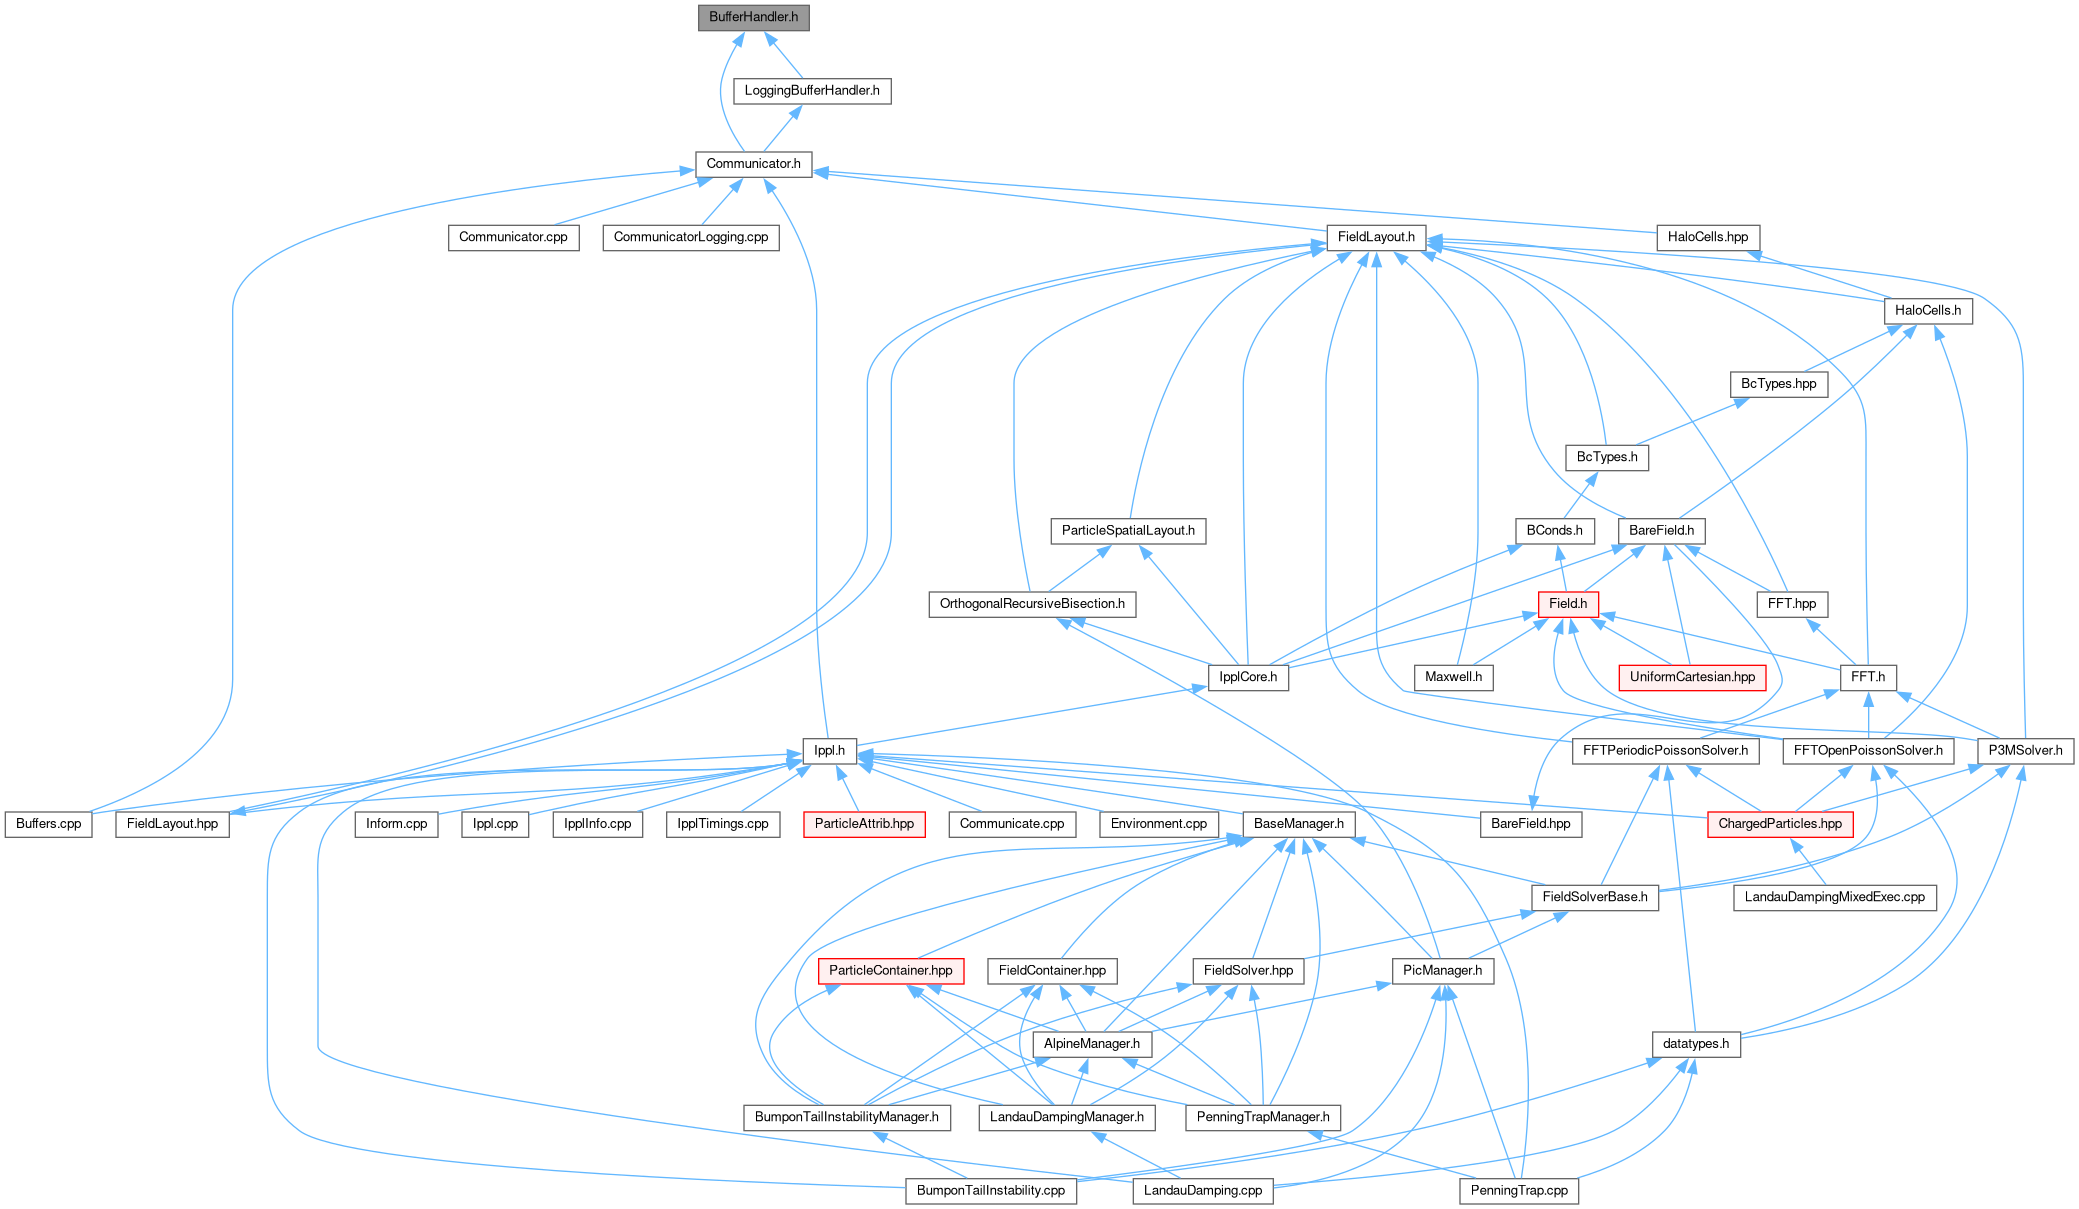 BufferHandler.h
LoggingBufferHandler.h
Communicator.h
Communicator.cpp
CommunicatorLogging.cpp
FieldLayout.h
HaloCells.hpp
HaloCells.h
BcTypes.hpp
BcTypes.h
ParticleSpatialLayout.h
BConds.h
BareField.h
OrthogonalRecursiveBisection.h
Field.h
FFT.hpp
IpplCore.h
Maxwell.h
UniformCartesian.hpp
FFT.h
Ippl.h
FFTPeriodicPoissonSolver.h
FFTOpenPoissonSolver.h
P3MSolver.h
Buffers.cpp
FieldLayout.hpp
Inform.cpp
Ippl.cpp
IpplInfo.cpp
IpplTimings.cpp
ParticleAttrib.hpp
Communicate.cpp
Environment.cpp
BaseManager.h
BareField.hpp
ChargedParticles.hpp
FieldSolverBase.h
LandauDampingMixedExec.cpp
ParticleContainer.hpp
FieldContainer.hpp
FieldSolver.hpp
PicManager.h
AlpineManager.h
datatypes.h
BumponTailInstabilityManager.h
LandauDampingManager.h
PenningTrapManager.h
BumponTailInstability.cpp
LandauDamping.cpp
PenningTrap.cpp